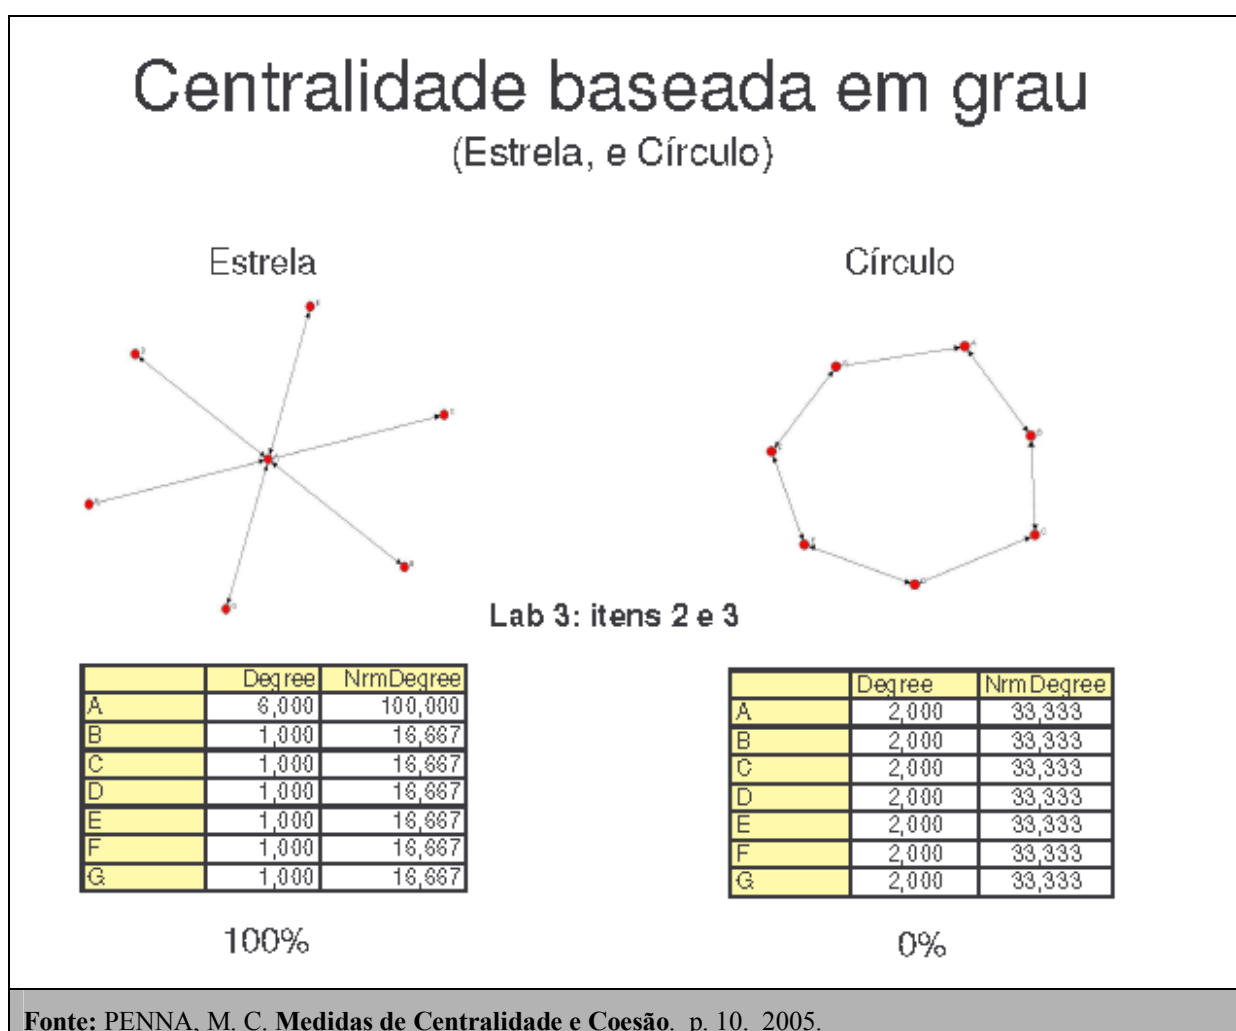 Centralidade baseada em grau
(Estrela, e Círculo)
Estrela
Círculo
Lab 3: itens 2 e 3
Degree NrmDegree
A 6,000 100,000
B 1,000 16,667
C 1,000 16,667
D 1,000 16,667
E 1,000 16,667
F 1,000 16,667
G 1,000 16,667
100%
Degree NrmDegree
A 2,000 33,333
B 2,000 33,333
C 2,000 33,333
D 2,000 33,333
E 2,000 33,333
F 2,000 33,333
G 2,000 33,333
0%
Fonte: PENNA, M. C. Medidas de Centralidade e Coesão. p. 10. 2005.